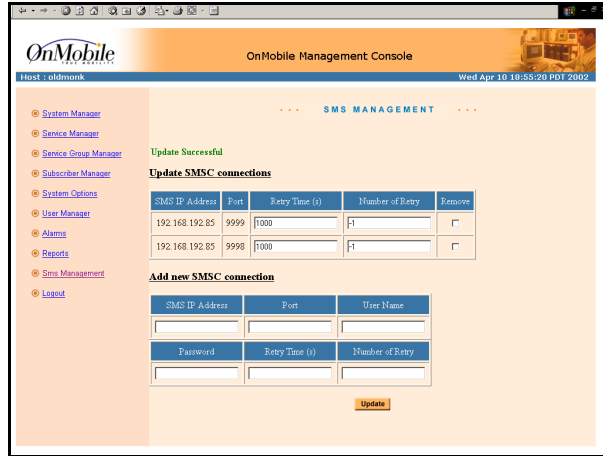 OnMobile
TRUE MOBILITY
OnMobile Management Console
Host : oldmonk
Wed Apr 10 18:55:20 PDT 2002
System Manager
Service Manager
Service Group Manager
Subscriber Manager
System Options
User Manager
Alarms
Reports
Sms Management
Logout
- - - SMS MANAGEMENT - - -
Update Successful
Update SMSC connections
SMS IP Address Port Retry Time (s) Number of Retry Remove
192.168.192.85 9999 1000 -1
192.168.192.85 9998 1000 -1
Add new SMSC connection
SMS IP Address Port User Name
Password Retry Time (s) Number of Retry
Update